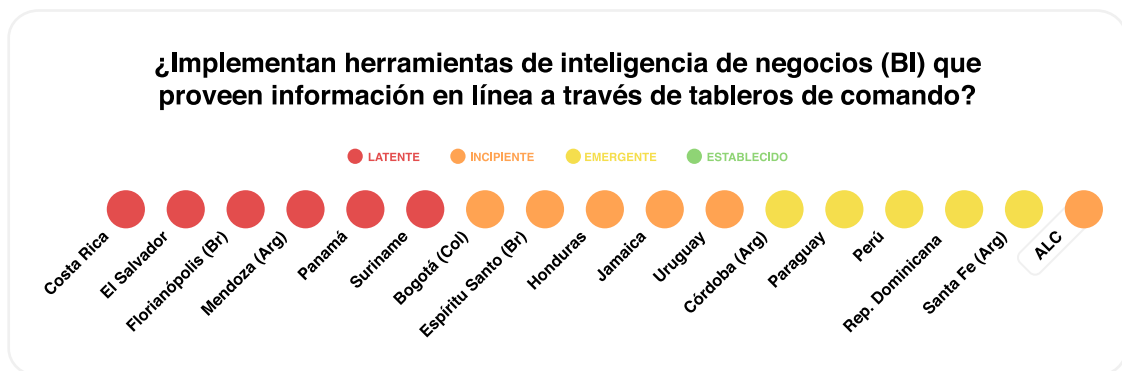 ¿Implementan herramientas de inteligencia de negocios (BI) que
proveen información en línea a través de tableros de comando?
LATENTE
INCIPIENTE
EMERGENTE
ESTABLECIDO
Costa Rica
El Salvador
Florianópolis (Br)
Mendoza (Arg)
Panamá
Suriname
Bogotá (Col)
Espíritu Santo (Br)
Honduras
Jamaica
Uruguay
Córdoba (Arg)
Paraguay
Perú
Rep. Dominicana
Santa Fe (Arg)
ALC